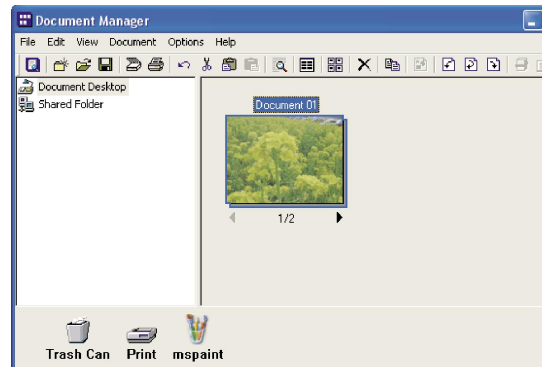 Document Manager
File Edit View Document Options Help
Document Desktop
Shared Folder
Document 01
1/2
Trash Can Print mspaint